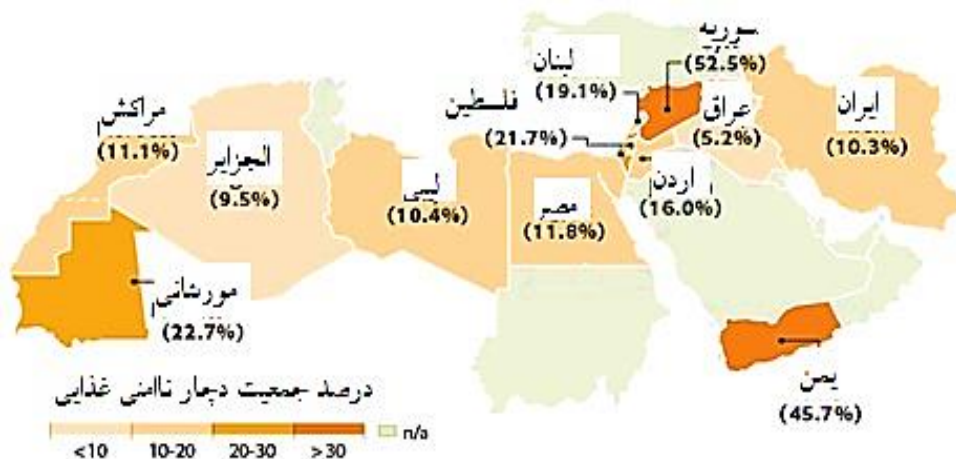 سوریه
(52.5%)
لبنان
(19.1%)
فلسطین
(21.7%)
عراق
(5.2%)
ایران
(10.3%)
مراکش
(11.1%)
الجزایر
(9.5%)
لیبی
(10.4%)
مصر
(11.8%)
اردن
(16.0%)
موریتانی
(22.7%)
یمن
(45.7%)
درصد جمعیت دچار ناامنی غذایی
<10 10-20 20-30 >30 n/a